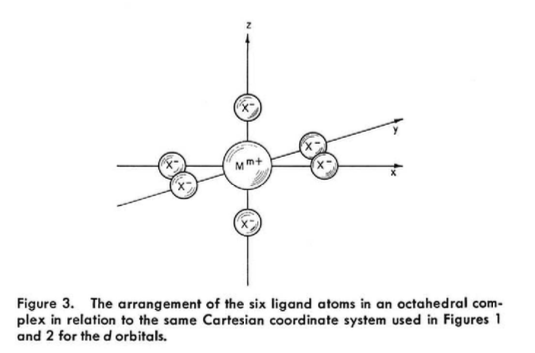 z
X⁻
y
X⁻
X⁻
M m+
X⁻
x
X⁻
X⁻
Figure 3. The arrangement of the six ligand atoms in an octahedral com-
plex in relation to the same Cartesian coordinate system used in Figures 1
and 2 for the d orbitals.